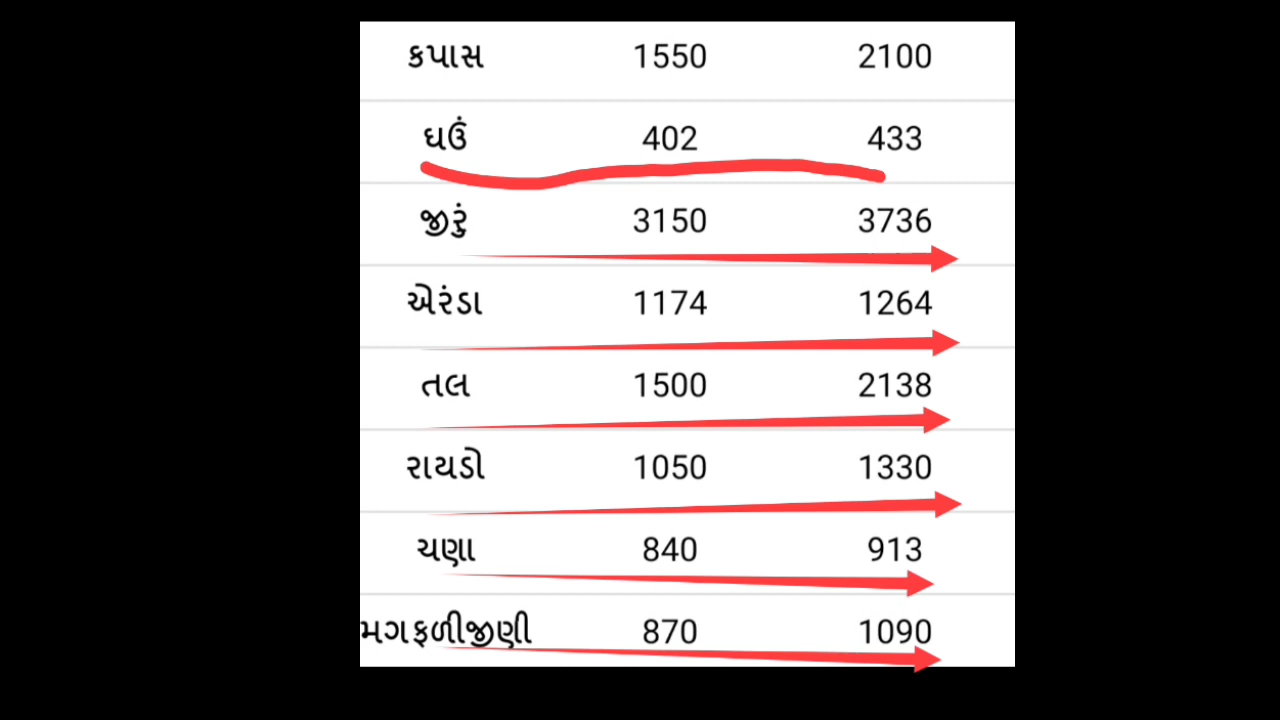 કપાસ 1550 2100
ઘઉં 402 433
જીરું 3150 3736
એરંડા 1174 1264
તલ 1500 2138
રાયડો 1050 1330
ચણા 840 913
મગફળીજીણી 870 1090